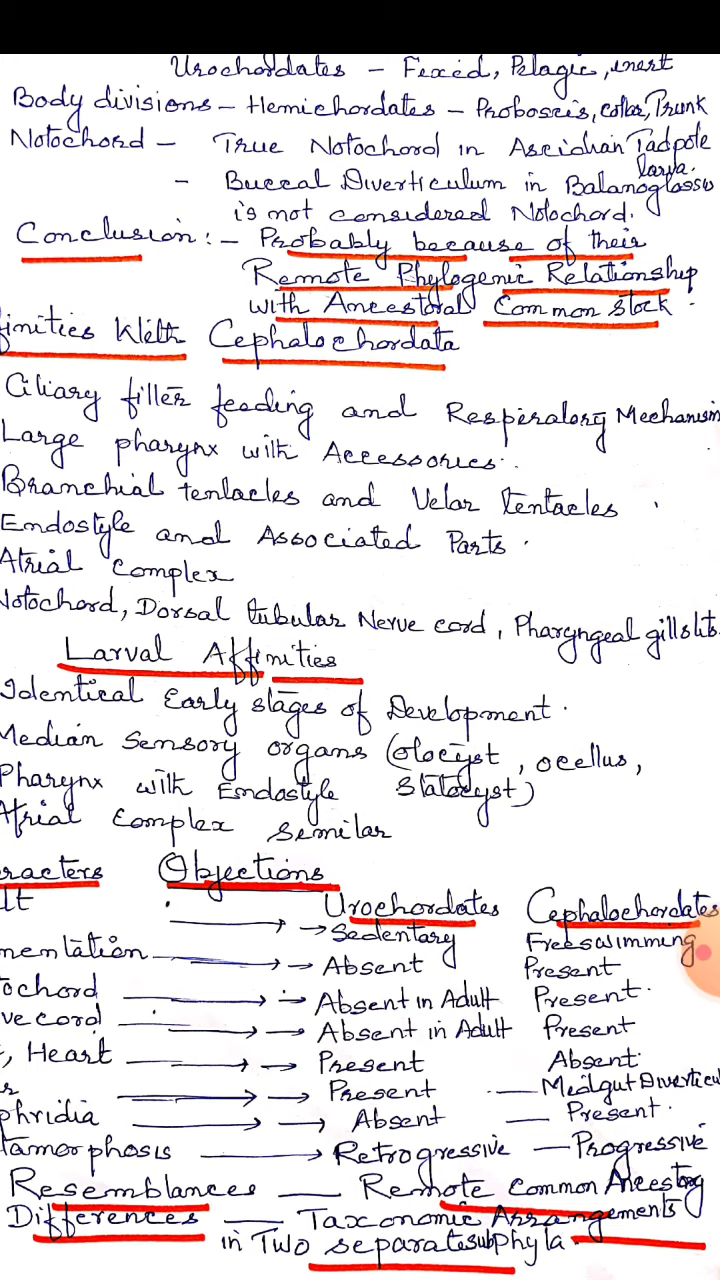 Urochordates - Fixed, Pelagic, inert
Body divisions - Hemichordates - Proboscis, collar, Trunk
Notochord - True Notochord in Ascidian Tadpole larva.
- Buccal Diverticulum in Balanoglossus
is not considered Notochord.
Conclusion :- Probably because of their
Remote Phylogenic Relationship
with Ancestoral Common stock.
finities With Cephalochordata
Ciliary filler feeding and Respiratory Mechanism
Large pharynx with Accessories.
Branchial tentacles and Velar tentacles.
Endostyle and Associated Parts.
Atrial Complex
Notochord, Dorsal tubular Nerve cord, Pharyngeal gillslits.
Larval Affinities
Identical Early stages of Development.
Median Sensory organs (otocyst, ocellus,
Pharynx with Endostyle Statocyst)
Atrial Complex Similar
racters Objections
ult Urochordates Cephalochordates
→ Sedentary Freeswimming
mentation → Absent Present
tochord → Absent in Adult Present.
ve cord → Absent in Adult Present
, Heart → Present Absent.
→ Present - Midgut Diverticul
phridia → Absent - Present.
tamorphosis → Retrogressive - Progressive
Resemblances - Remote Common Ancestory
Differences - Taxonomic Arrangements
in Two separate subphyla.